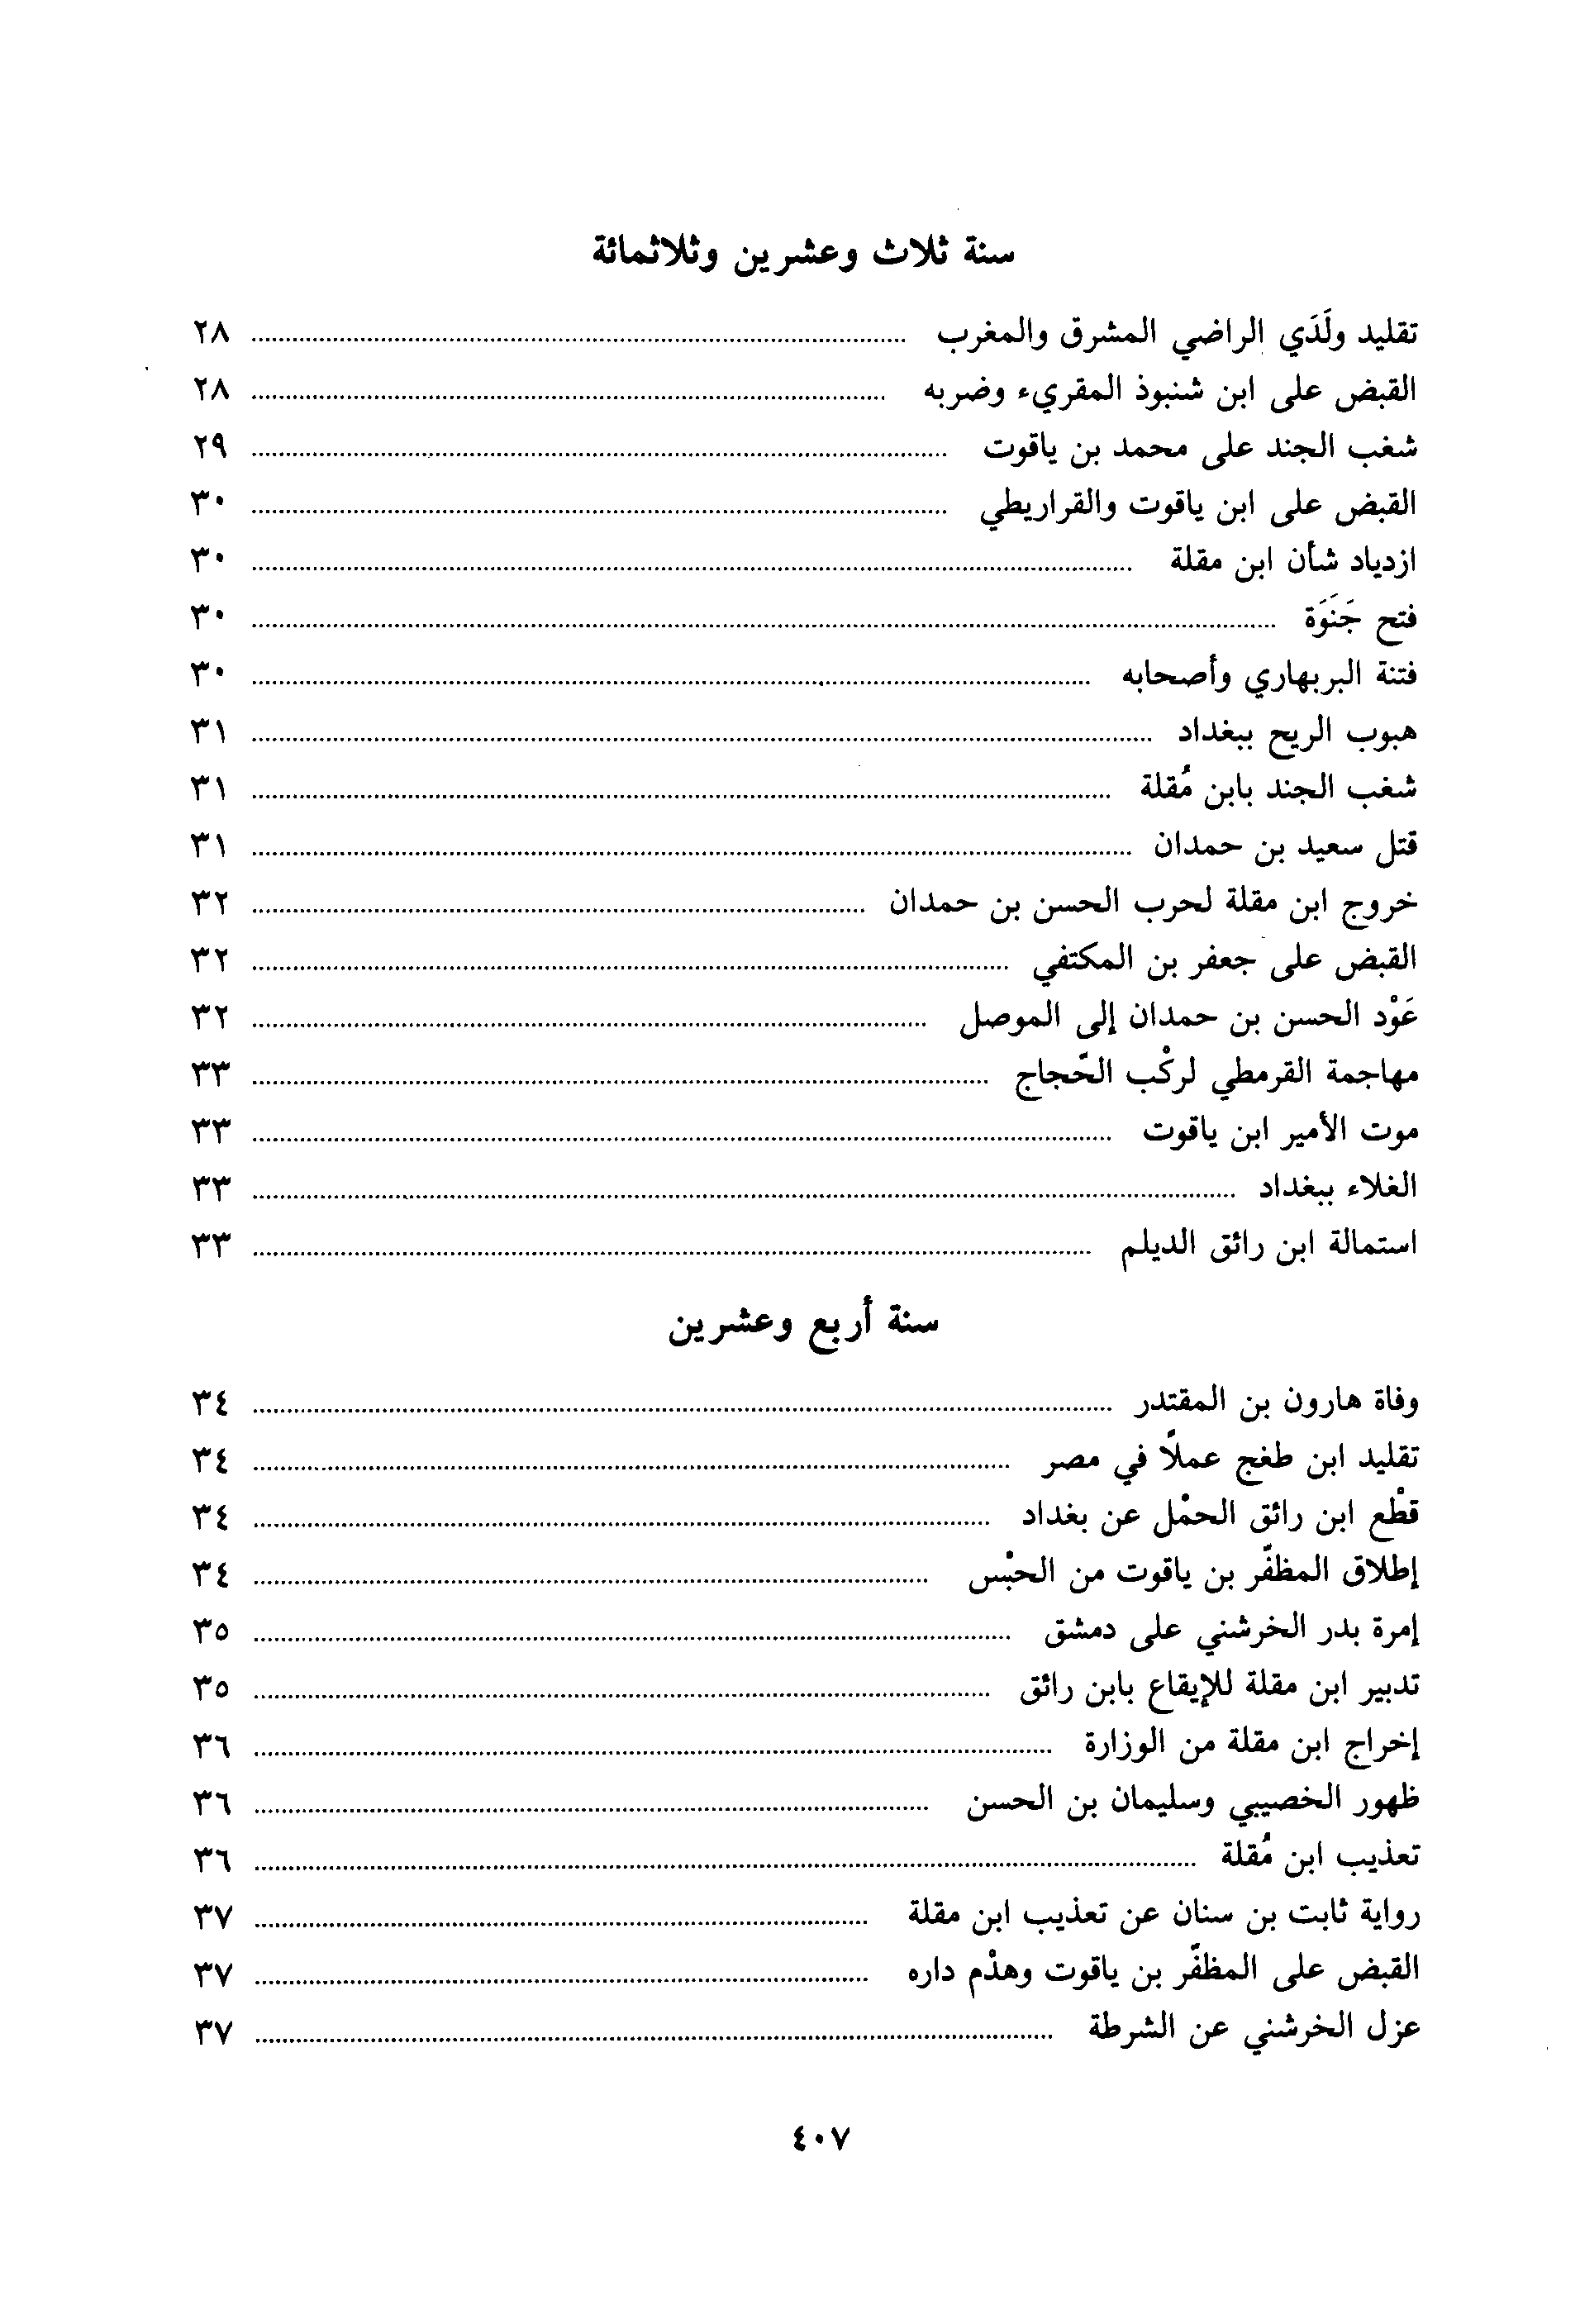 سنة ثلاث وعشرين وثلاثمائة
تقليد ولَدَي الراضي المشرق والمغرب ........ ٢٨
القبض على ابن شنبوذ المقريء وضربه ........ ٢٨
شغب الجند على محمد بن ياقوت ........ ٢٩
القبض على ابن ياقوت والقراريطي ........ ٣٠
ازدياد شأن ابن مقلة ........ ٣٠
فتح جَنَوَة ........ ٣٠
فتنة البربهاري وأصحابه ........ ٣٠
هبوب الريح ببغداد ........ ٣١
شغب الجند بابن مُقلة ........ ٣١
قتل سعيد بن حمدان ........ ٣١
خروج ابن مقلة لحرب الحسن بن حمدان ........ ٣٢
القبض على جعفر بن المكتفي ........ ٣٢
عَوْد الحسن بن حمدان إلى الموصل ........ ٣٢
مهاجمة القرمطي لركْب الحّجاج ........ ٣٣
موت الأمير ابن ياقوت ........ ٣٣
الغلاء ببغداد ........ ٣٣
استمالة ابن رائق الديلم ........ ٣٣
سنة أربع وعشرين
وفاة هارون بن المقتدر ........ ٣٤
تقليد ابن طغج عملاً في مصر ........ ٣٤
قطْع ابن رائق الحمْل عن بغداد ........ ٣٤
إطلاق المظفّر بن ياقوت من الحبْس ........ ٣٤
إمرة بدر الخرشني على دمشق ........ ٣٥
تدبير ابن مقلة للإيقاع بابن رائق ........ ٣٥
إخراج ابن مقلة من الوزارة ........ ٣٦
ظهور الخصيبي وسليمان بن الحسن ........ ٣٦
تعذيب ابن مُقلة ........ ٣٦
رواية ثابت بن سنان عن تعذيب ابن مقلة ........ ٣٧
القبض على المظفّر بن ياقوت وهدْم داره ........ ٣٧
عزل الخرشني عن الشرطة ........ ٣٧
٤٠٧